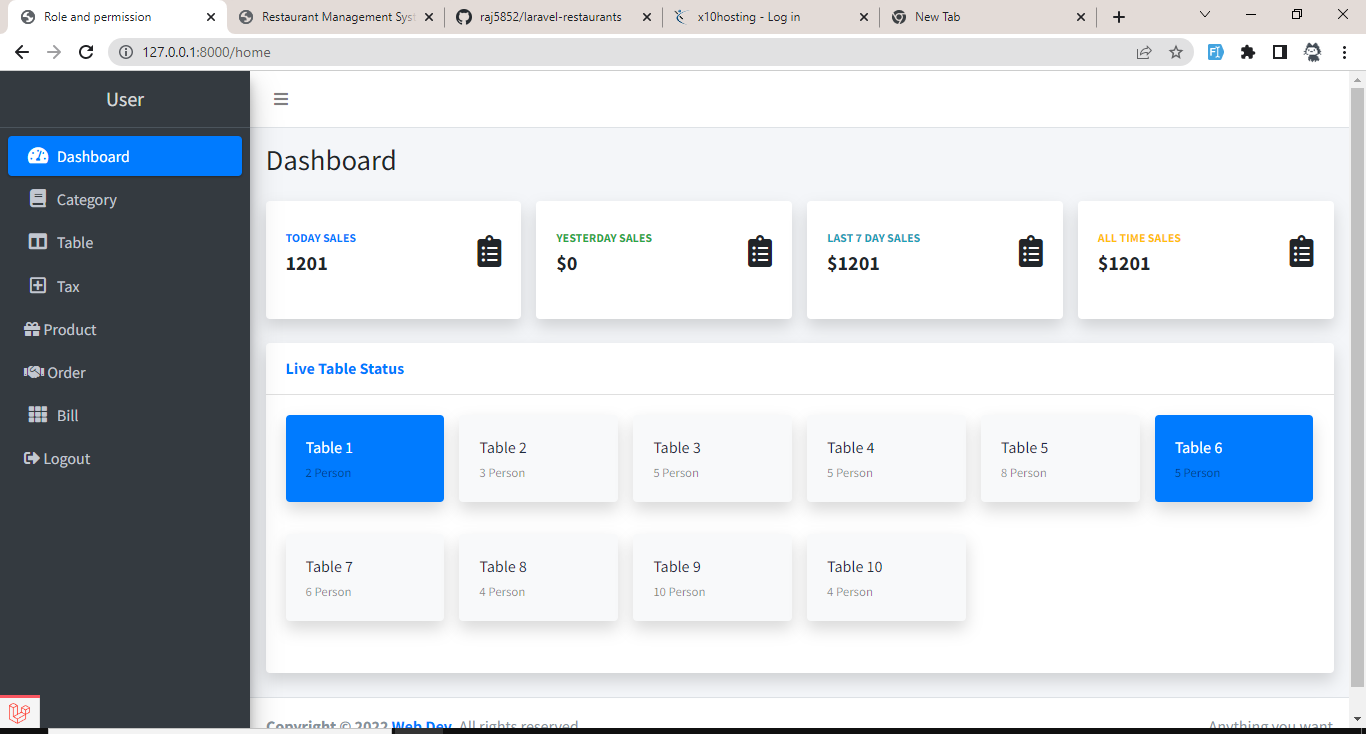 Role and permission
Restaurant Management Syst
raj5852/laravel-restaurants
x10hosting - Log in
New Tab
127.0.0.1:8000/home
User
Dashboard
Category
Table
Tax
Product
Order
Bill
Logout
Dashboard
TODAY SALES
1201
YESTERDAY SALES
$0
LAST 7 DAY SALES
$1201
ALL TIME SALES
$1201
Live Table Status
Table 1
2 Person
Table 2
3 Person
Table 3
5 Person
Table 4
5 Person
Table 5
8 Person
Table 6
5 Person
Table 7
6 Person
Table 8
4 Person
Table 9
10 Person
Table 10
4 Person
Copyright © 2022 Web Dev. All rights reserved.
Anything you want